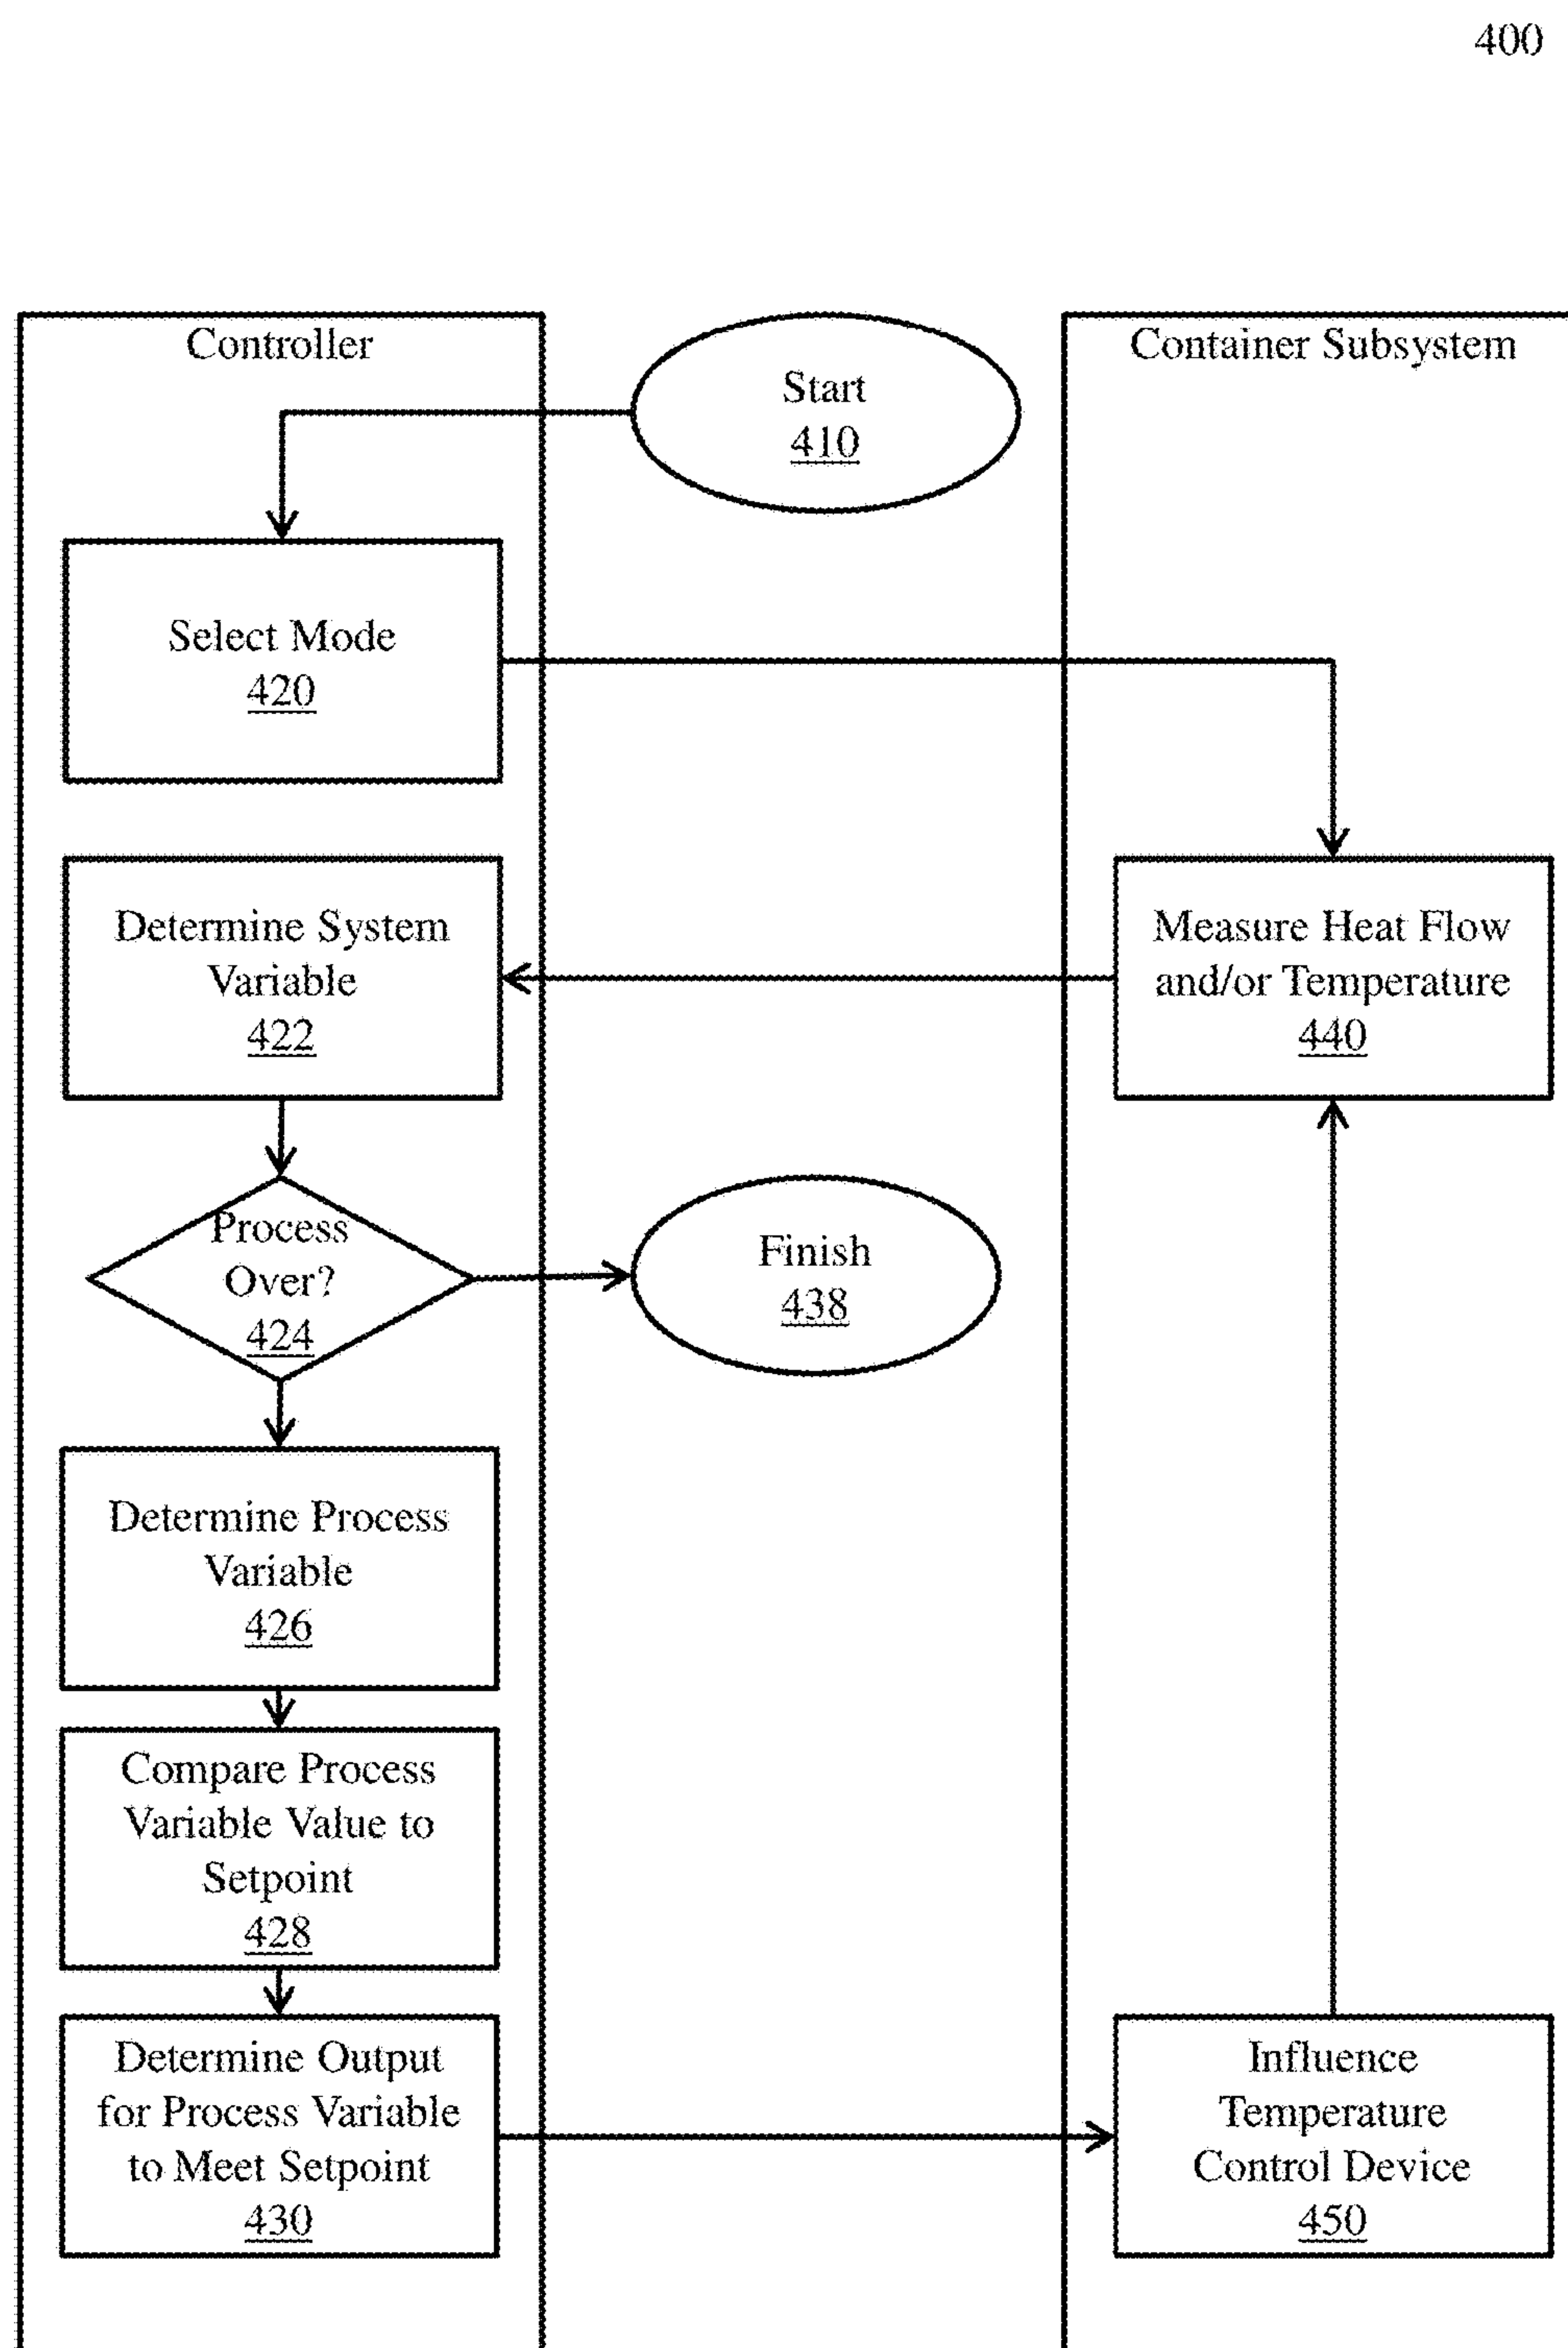 400
Controller
Container Subsystem
Start
410
Select Mode
420
Determine System
Variable
422
Measure Heat Flow
and/or Temperature
440
Process
Over?
424
Finish
438
Determine Process
Variable
426
Compare Process
Variable Value to
Setpoint
428
Determine Output
for Process Variable
to Meet Setpoint
430
Influence
Temperature
Control Device
450